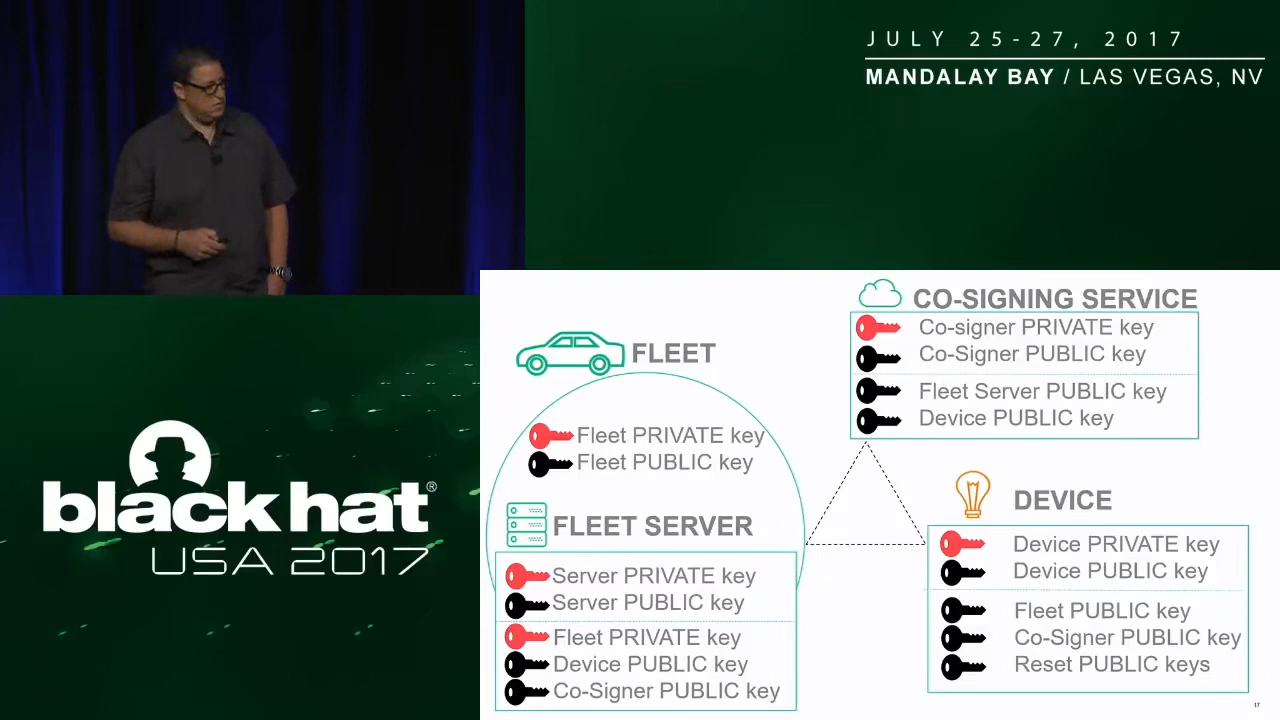 JULY 25-27, 2017
MANDALAY BAY / LAS VEGAS, NV
black hat®
USA 2017
FLEET
Fleet PRIVATE key
Fleet PUBLIC key
FLEET SERVER
Server PRIVATE key
Server PUBLIC key
Fleet PRIVATE key
Device PUBLIC key
Co-Signer PUBLIC key
CO-SIGNING SERVICE
Co-signer PRIVATE key
Co-Signer PUBLIC key
Fleet Server PUBLIC key
Device PUBLIC key
DEVICE
Device PRIVATE key
Device PUBLIC key
Fleet PUBLIC key
Co-Signer PUBLIC key
Reset PUBLIC keys
17